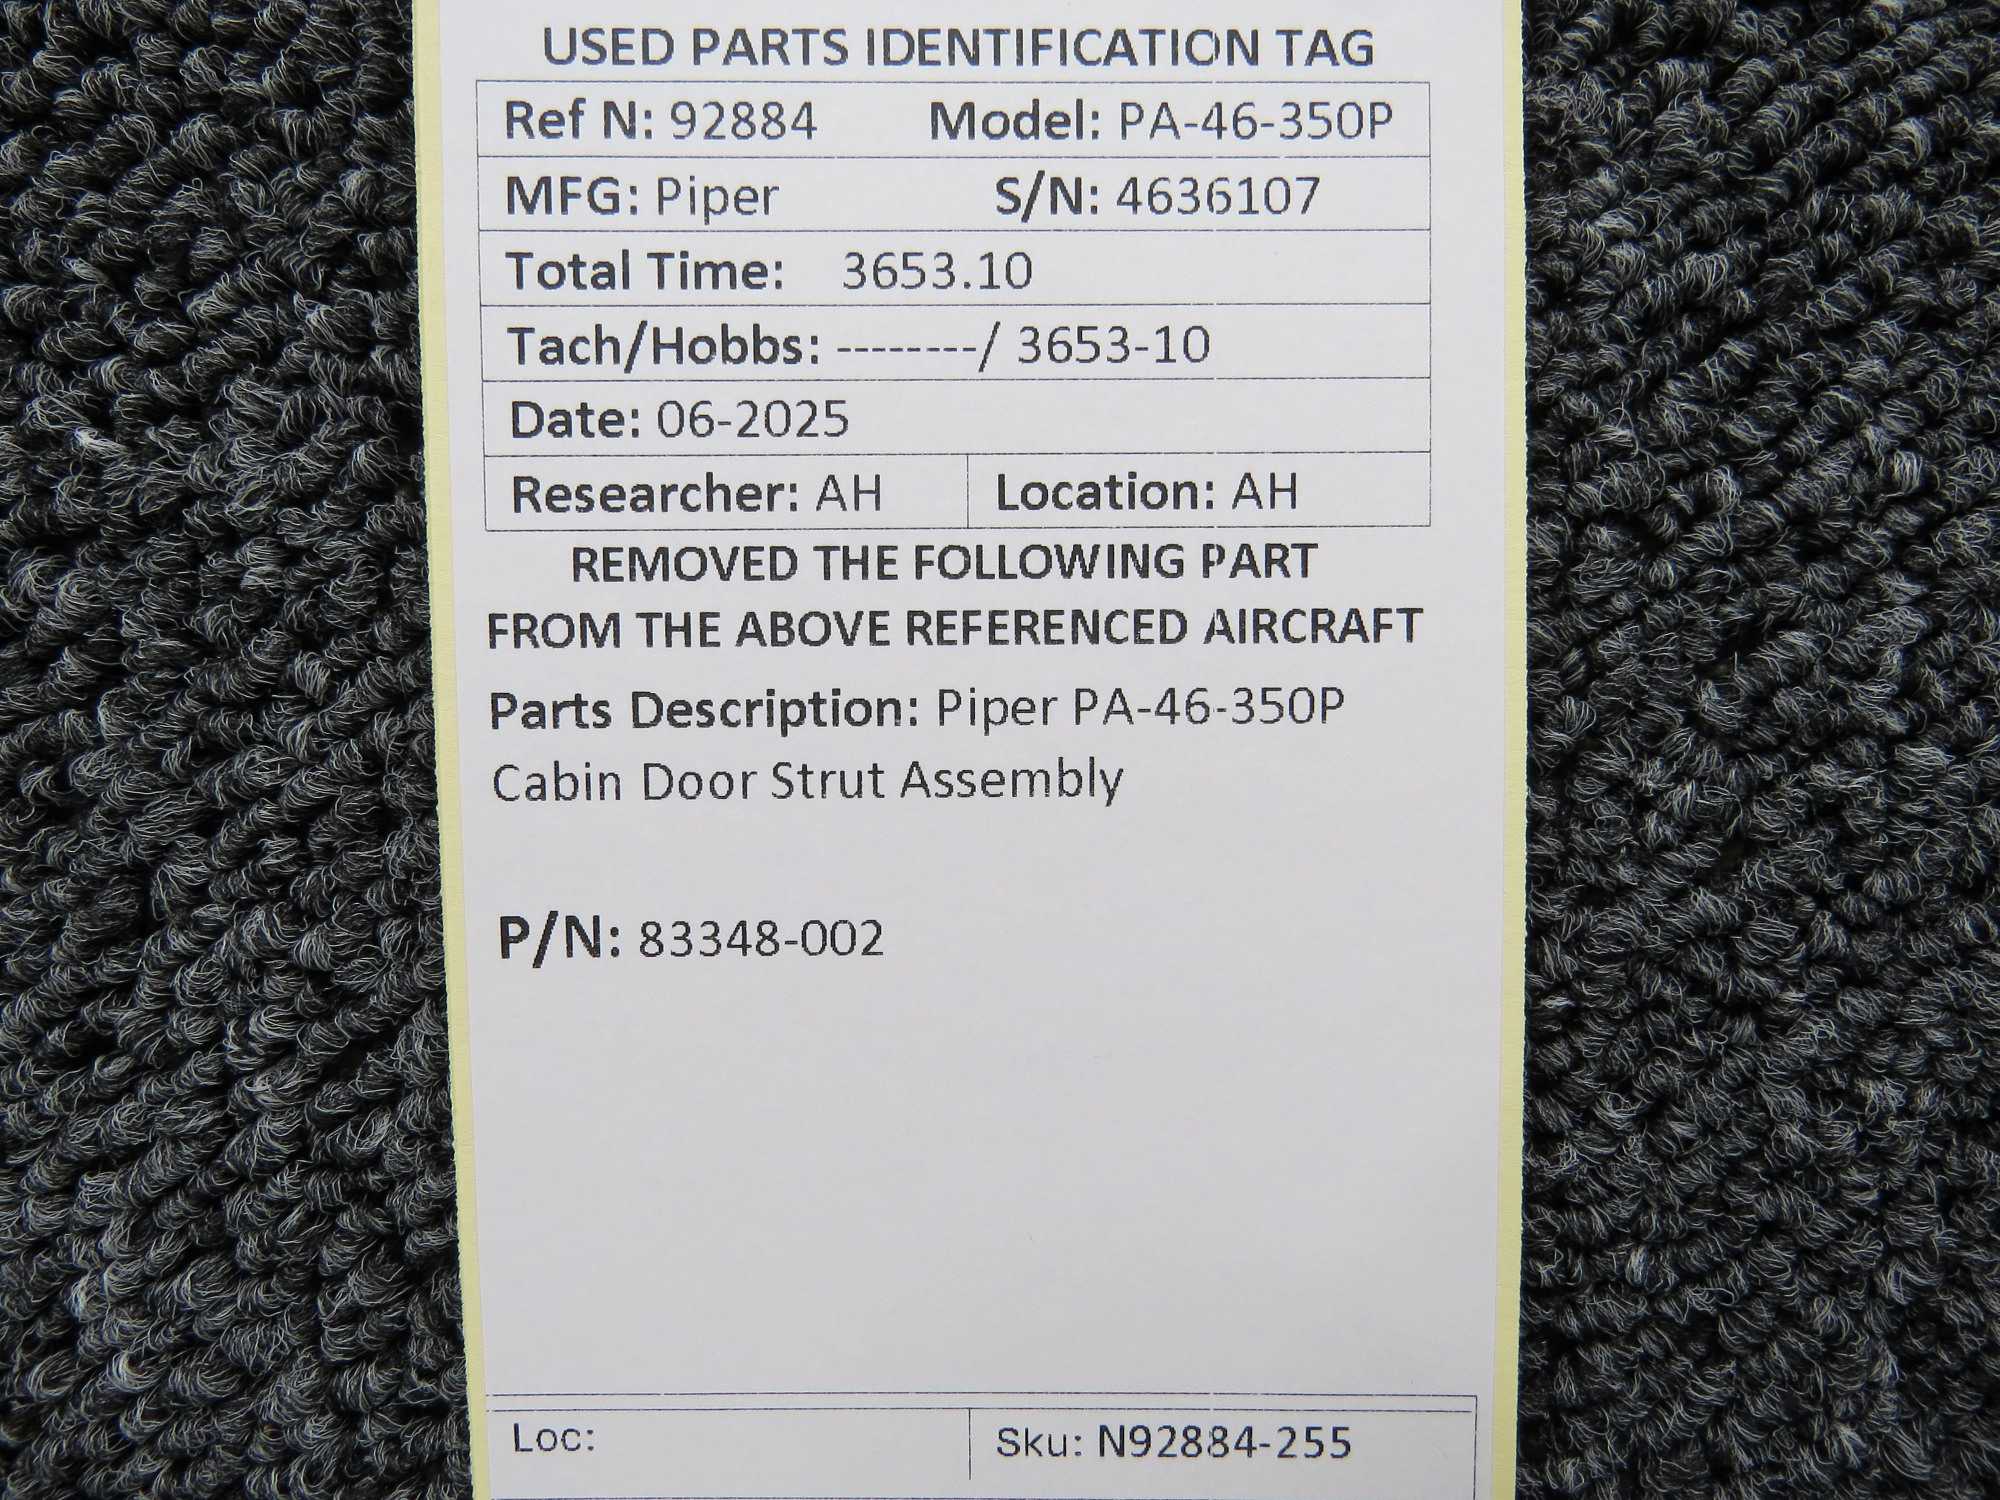 USED PARTS IDENTIFICATION TAG
Ref N: 92884 Model: PA-46-350P
MFG: Piper S/N: 4636107
Total Time: 3653.10
Tach/Hobbs: --------/ 3653-10
Date: 06-2025
Researcher: AH Location: AH
REMOVED THE FOLLOWING PART
FROM THE ABOVE REFERENCED AIRCRAFT
Parts Description: Piper PA-46-350P
Cabin Door Strut Assembly
P/N: 83348-002
Loc: Sku: N92884-255